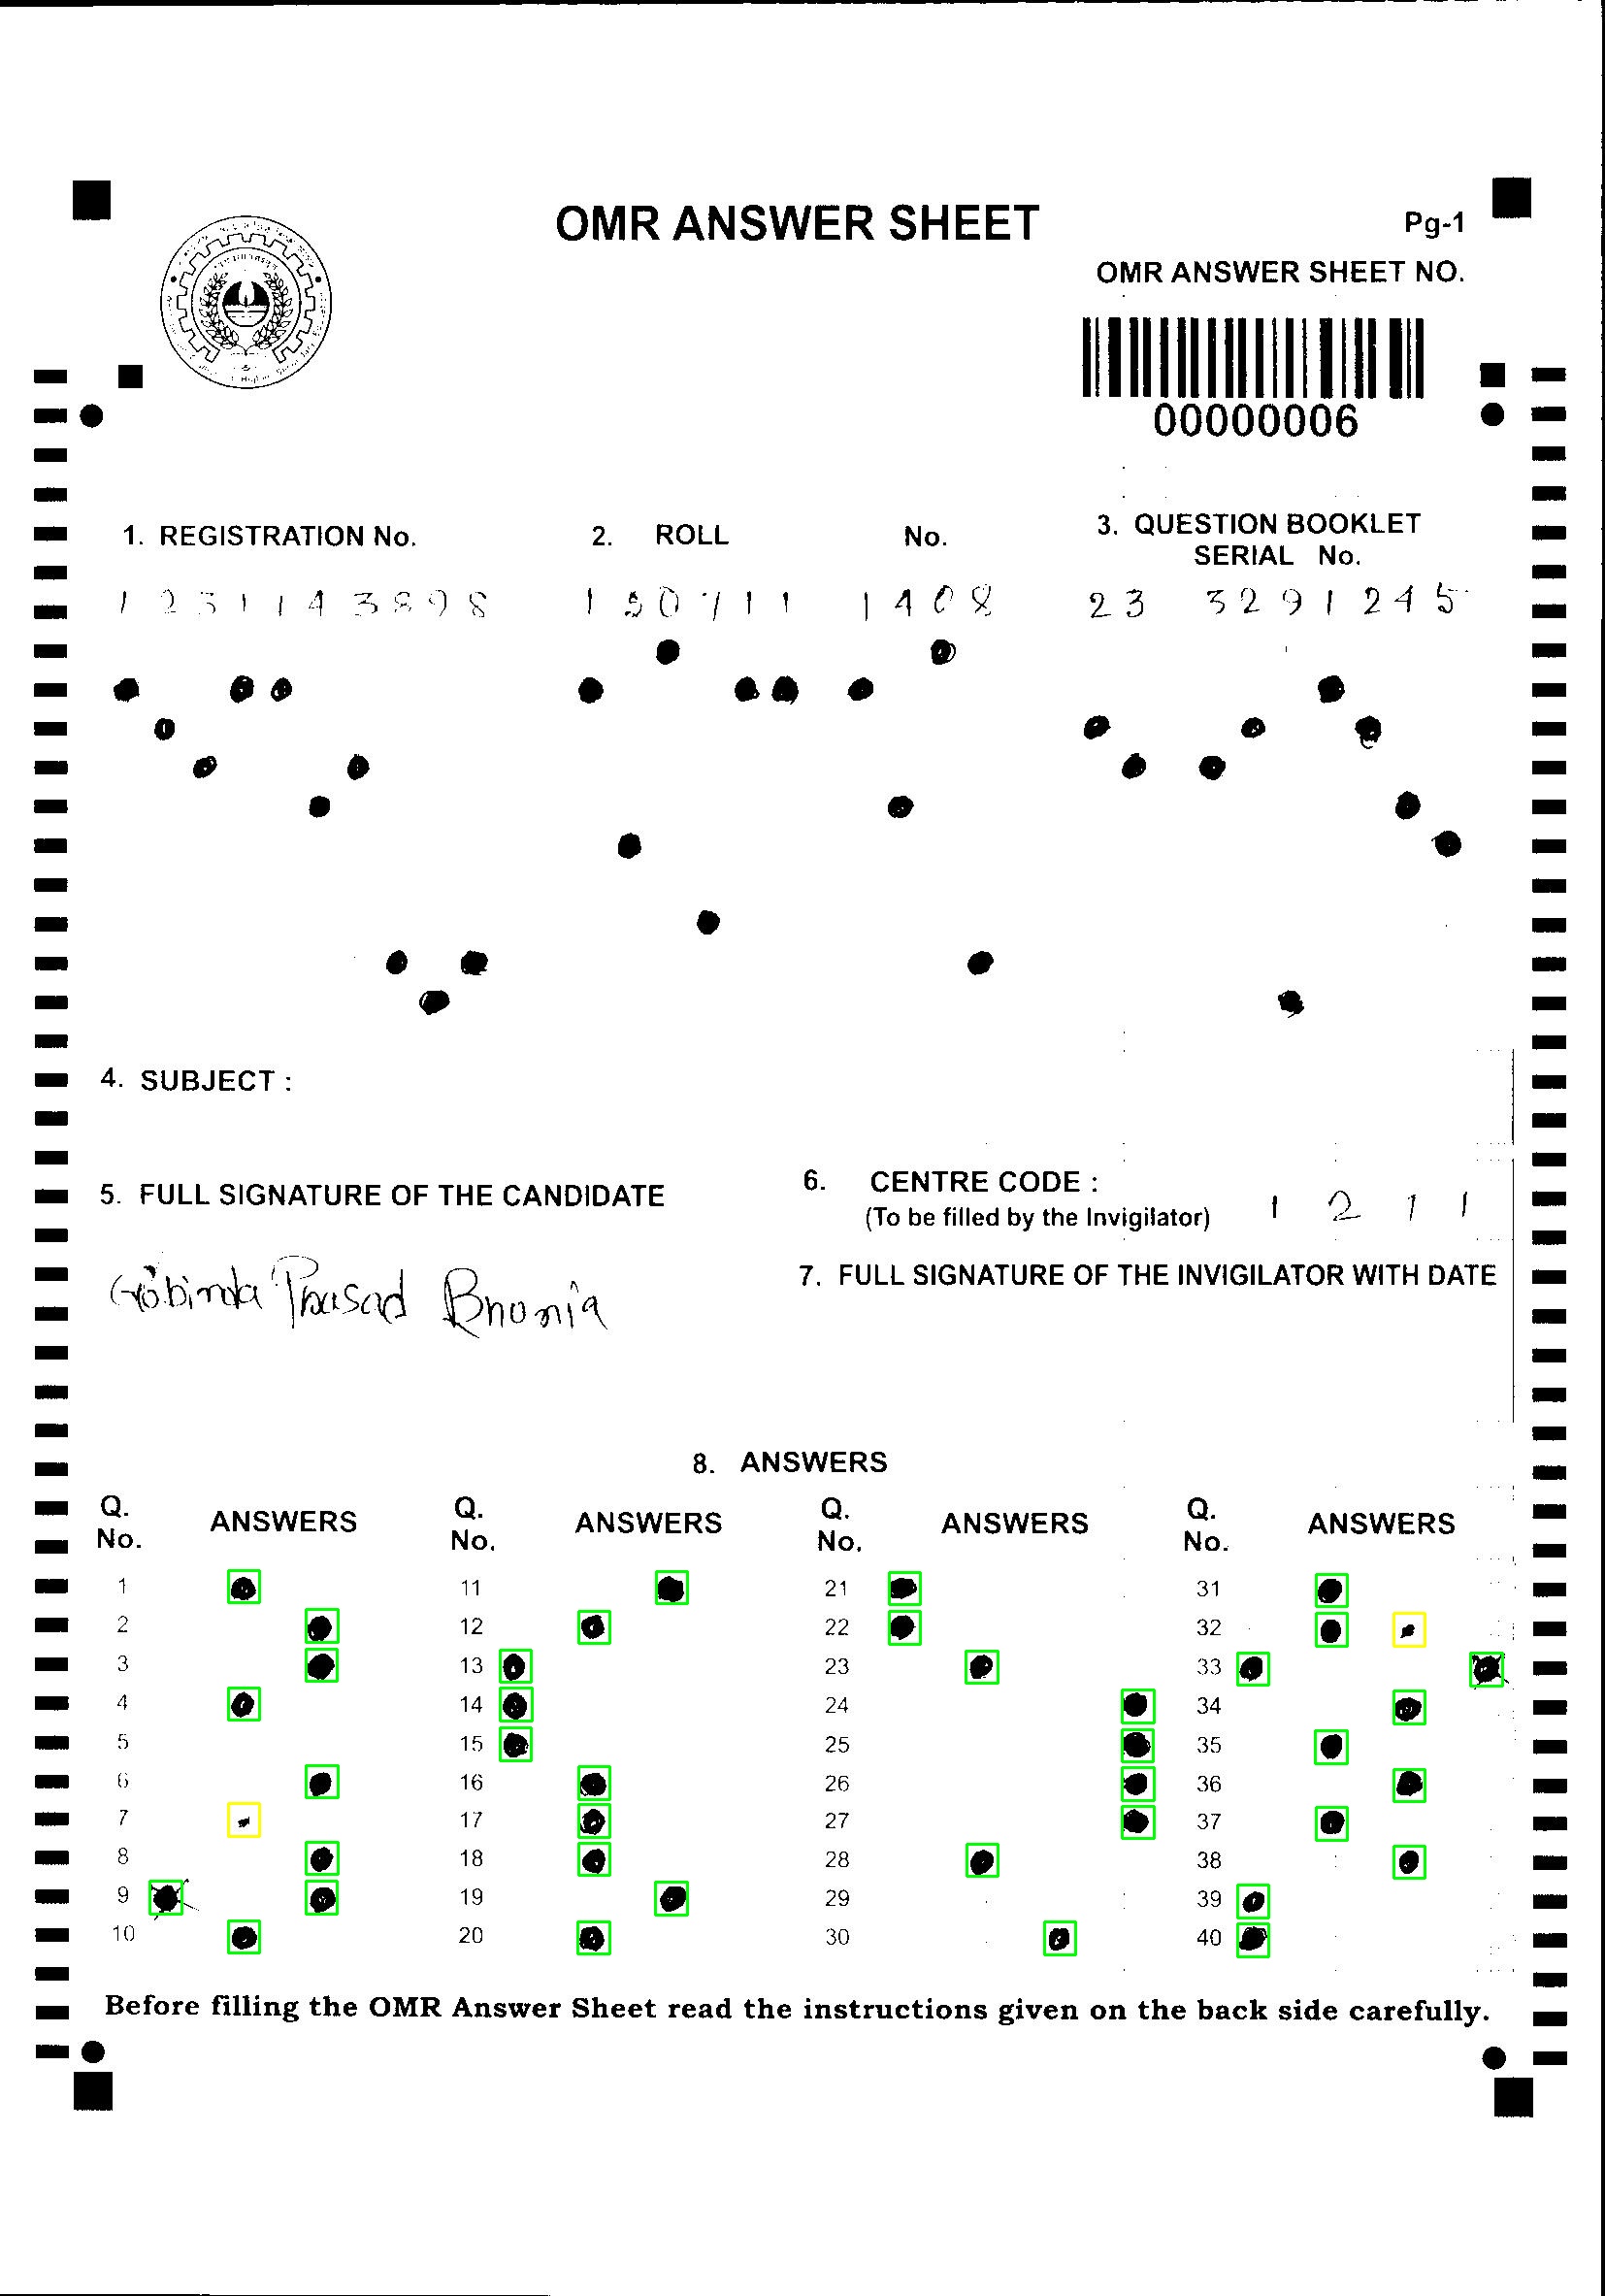 OMR ANSWER SHEET
Pg-1
OMR ANSWER SHEET NO.
00000006
1. REGISTRATION No.
2. ROLL No.
3. QUESTION BOOKLET
SERIAL No.
1 2 3 1 1 4 3 8 9 8
1 5 0 7 1 1 1 4 0 8
2 3 3 2 9 1 2 4 5
4. SUBJECT :
5. FULL SIGNATURE OF THE CANDIDATE
6. CENTRE CODE :
(To be filled by the Invigilator)
1 2 1 1
7. FULL SIGNATURE OF THE INVIGILATOR WITH DATE
Gobinda Prasad Bhunia
8. ANSWERS
Q. No. ANSWERS Q. No. ANSWERS Q. No. ANSWERS Q. No. ANSWERS
1 11 21 31
2 12 22 32
3 13 23 33
4 14 24 34
5 15 25 35
6 16 26 36
7 17 27 37
8 18 28 38
9 19 29 39
10 20 30 40
Before filling the OMR Answer Sheet read the instructions given on the back side carefully.